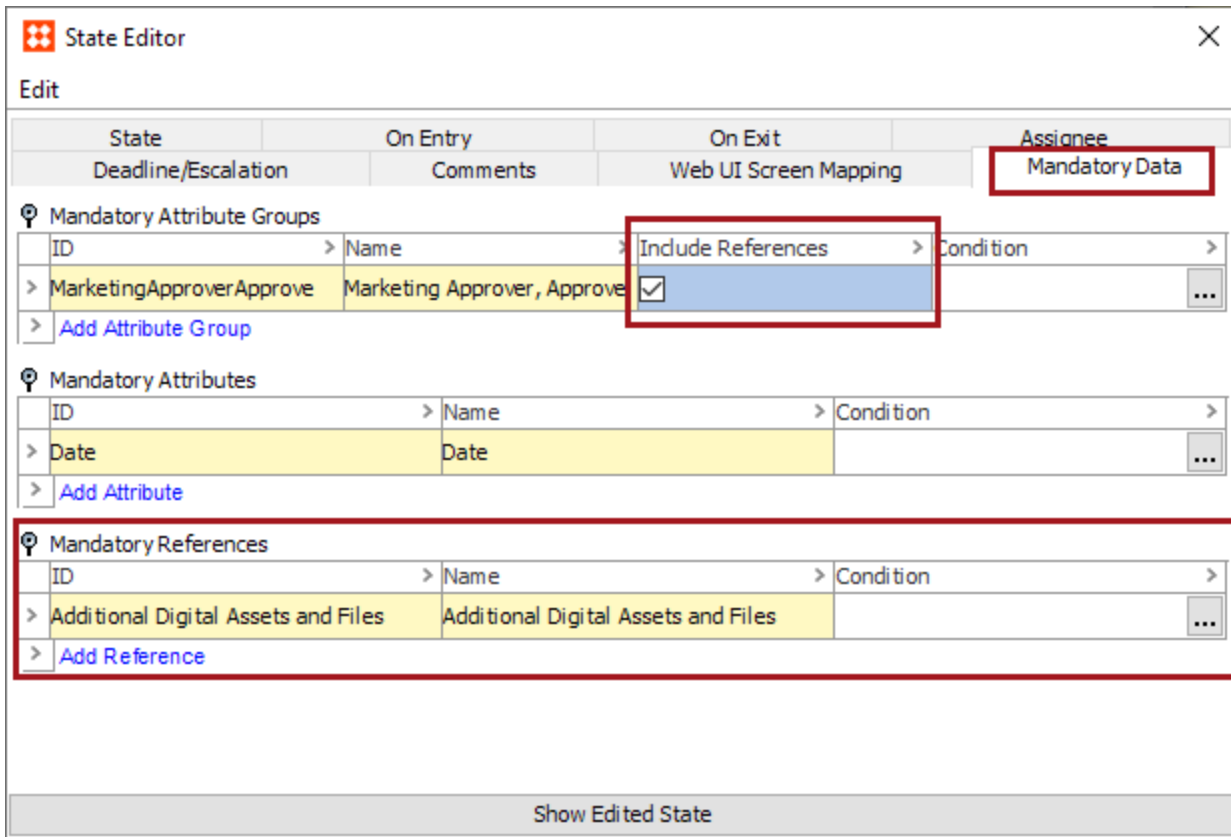 State Editor
Edit
State On Entry On Exit Assignee
Deadline/Escalation Comments Web UI Screen Mapping Mandatory Data
Mandatory Attribute Groups
ID > Name > Include References > Condition >
> MarketingApproverApprove Marketing Approver, Approve ...
> Add Attribute Group
Mandatory Attributes
ID > Name > Condition >
> Date Date ...
> Add Attribute
Mandatory References
ID > Name > Condition >
> Additional Digital Assets and Files Additional Digital Assets and Files ...
> Add Reference
Show Edited State